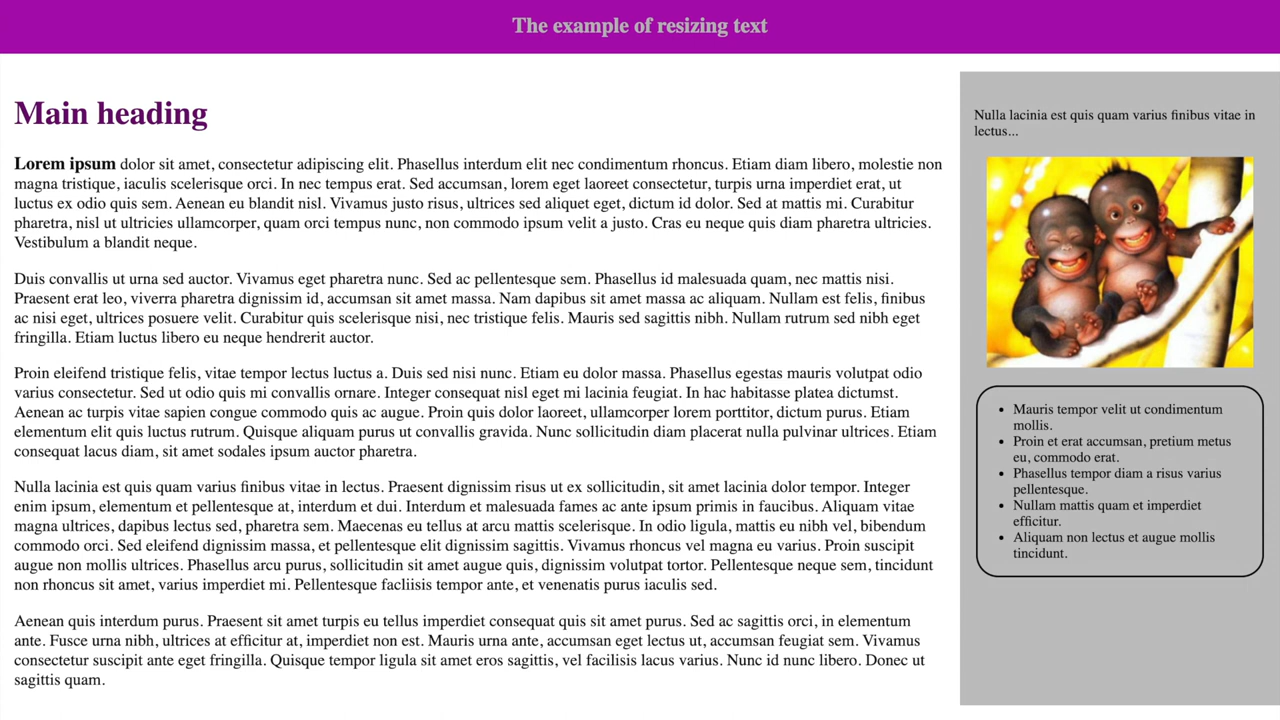 The example of resizing text
Main heading
Lorem ipsum dolor sit amet, consectetur adipiscing elit. Phasellus interdum elit nec condimentum rhoncus. Etiam diam libero, molestie non
magna tristique, iaculis scelerisque orci. In nec tempus erat. Sed accumsan, lorem eget laoreet consectetur, turpis urna imperdiet erat, ut
luctus ex odio quis sem. Aenean eu blandit nisl. Vivamus justo risus, ultrices sed aliquet eget, dictum id dolor. Sed at mattis mi. Curabitur
pharetra, nisl ut ultricies ullamcorper, quam orci tempus nunc, non commodo ipsum velit a justo. Cras eu neque quis diam pharetra ultricies.
Vestibulum a blandit neque.
Duis convallis ut urna sed auctor. Vivamus eget pharetra nunc. Sed ac pellentesque sem. Phasellus id malesuada quam, nec mattis nisi.
Praesent erat leo, viverra pharetra dignissim id, accumsan sit amet massa. Nam dapibus sit amet massa ac aliquam. Nullam est felis, finibus
ac nisi eget, ultrices posuere velit. Curabitur quis scelerisque nisi, nec tristique felis. Mauris sed sagittis nibh. Nullam rutrum sed nibh eget
fringilla. Etiam luctus libero eu neque hendrerit auctor.
Proin eleifend tristique felis, vitae tempor lectus luctus a. Duis sed nisi nunc. Etiam eu dolor massa. Phasellus egestas mauris volutpat odio
varius consectetur. Sed ut odio quis mi convallis ornare. Integer consequat nisl eget mi lacinia feugiat. In hac habitasse platea dictumst.
Aenean ac turpis vitae sapien congue commodo quis ac augue. Proin quis dolor laoreet, ullamcorper lorem porttitor, dictum purus. Etiam
elementum elit quis luctus rutrum. Quisque aliquam purus ut convallis gravida. Nunc sollicitudin diam placerat nulla pulvinar ultrices. Etiam
consequat lacus diam, sit amet sodales ipsum auctor pharetra.
Nulla lacinia est quis quam varius finibus vitae in lectus. Praesent dignissim risus ut ex sollicitudin, sit amet lacinia dolor tempor. Integer
enim ipsum, elementum et pellentesque at, interdum et dui. Interdum et malesuada fames ac ante ipsum primis in faucibus. Aliquam vitae
magna ultrices, dapibus lectus sed, pharetra sem. Maecenas eu tellus at arcu mattis scelerisque. In odio ligula, mattis eu nibh vel, bibendum
commodo orci. Sed eleifend dignissim massa, et pellentesque elit dignissim sagittis. Vivamus rhoncus vel magna eu varius. Proin suscipit
augue non mollis ultrices. Phasellus arcu purus, sollicitudin sit amet augue quis, dignissim volutpat tortor. Pellentesque neque sem, tincidunt
non rhoncus sit amet, varius imperdiet mi. Pellentesque facliisis tempor ante, et venenatis purus iaculis sed.
Aenean quis interdum purus. Praesent sit amet turpis eu tellus imperdiet consequat quis sit amet purus. Sed ac sagittis orci, in elementum
ante. Fusce urna nibh, ultrices at efficitur at, imperdiet non est. Mauris urna ante, accumsan eget lectus ut, accumsan feugiat sem. Vivamus
consectetur suscipit ante eget fringilla. Quisque tempor ligula sit amet eros sagittis, vel facilisis lacus varius. Nunc id nunc libero. Donec ut
sagittis quam.
Nulla lacinia est quis quam varius finibus vitae in
lectus...
• Mauris tempor velit ut condimentum
mollis.
• Proin et erat accumsan, pretium metus
eu, commodo erat.
• Phasellus tempor diam a risus varius
pellentesque.
• Nullam mattis quam et imperdiet
efficitur.
• Aliquam non lectus et augue mollis
tincidunt.